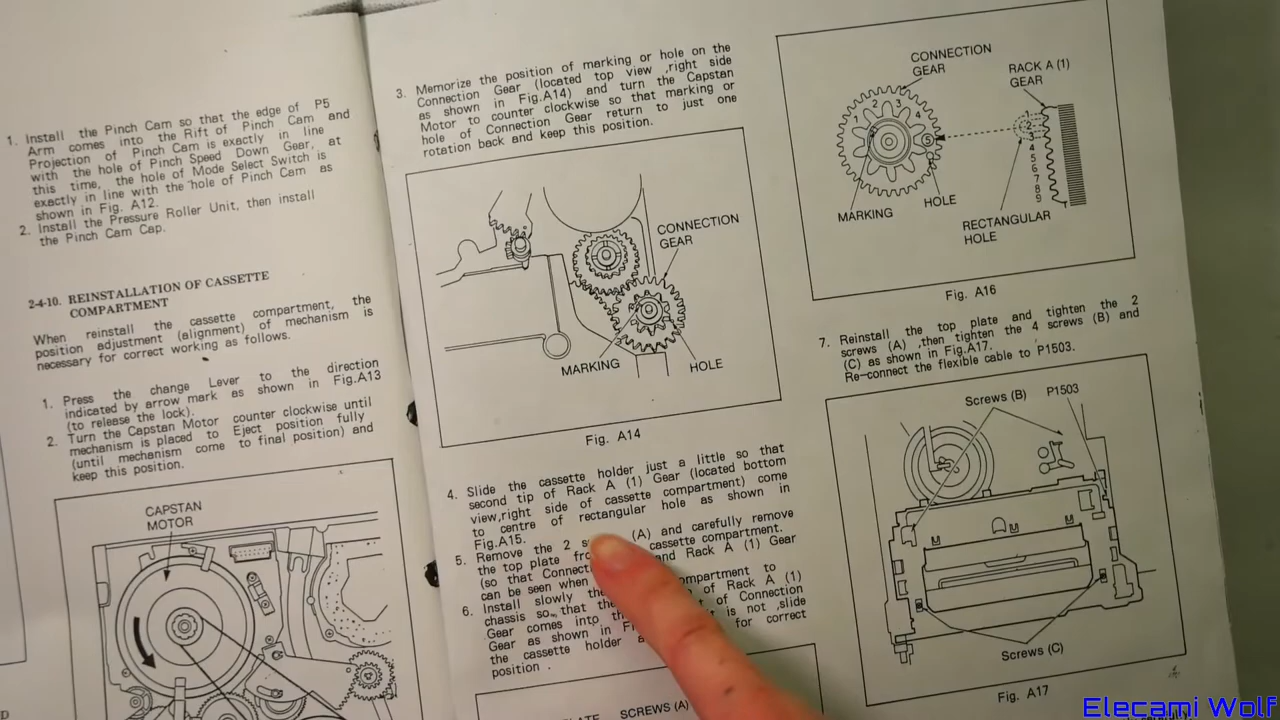 1. Install the Pinch Cam so that the edge of P5
Arm comes into the Rift of Pinch Cam and
Projection of Pinch Cam is exactly in line
with the hole of Pinch Speed Down Gear, at
this time, the hole of Mode Select Switch is
exactly in line with the hole of Pinch Cam as
shown in Fig. A12.
2. Install the Pressure Roller Unit, then install
the Pinch Cam Cap.
2-4-10. REINSTALLATION OF CASSETTE
COMPARTMENT
When reinstall the cassette compartment, the
position adjustment (alignment) of mechanism is
necessary for correct working as follows.
1. Press the change Lever to the direction
indicated by arrow mark as shown in Fig.A13
(to release the lock).
2. Turn the Capstan Motor counter clockwise until
mechanism is placed to Eject position fully
(until mechanism come to final position) and
keep this position.
CAPSTAN
MOTOR
D
3. Memorize the position of marking or hole on the
Connection Gear (located top view ,right side
as shown in Fig.A14) and turn the Capstan
Motor to counter clockwise so that marking or
hole of Connection Gear return to just one
rotation back and keep this position.
CONNECTION
GEAR
MARKING
HOLE
Fig. A14
4. Slide the cassette holder just a little so that
second tip of Rack A (1) Gear (located bottom
view,right side of cassette compartment) come
to centre of rectangular hole as shown in
Fig.A15.
5. Remove the 2 (A) and carefully remove
the top plate cassette compartment.
(so that and Rack A (1) Gear
can be seen when
6. Install slowly compartment to
chassis so, that of Rack A (1)
Gear comes into of Connection
Gear as shown in is not ,slide
the cassette holder for correct
position .
SCREWS (A)
CONNECTION
GEAR
RACK A (1)
GEAR
1
2
3
4
5
1
2
3
4
5
6
7
8
9
MARKING
HOLE
RECTANGULAR
HOLE
Fig. A16
7. Reinstall the top plate and tighten the 2
screws (A) ,then tighten the 4 screws (B) and
(C) as shown in Fig.A17.
Re-connect the flexible cable to P1503.
Screws (B)
P1503
Screws (C)
Fig. A17
Elecami Wolf